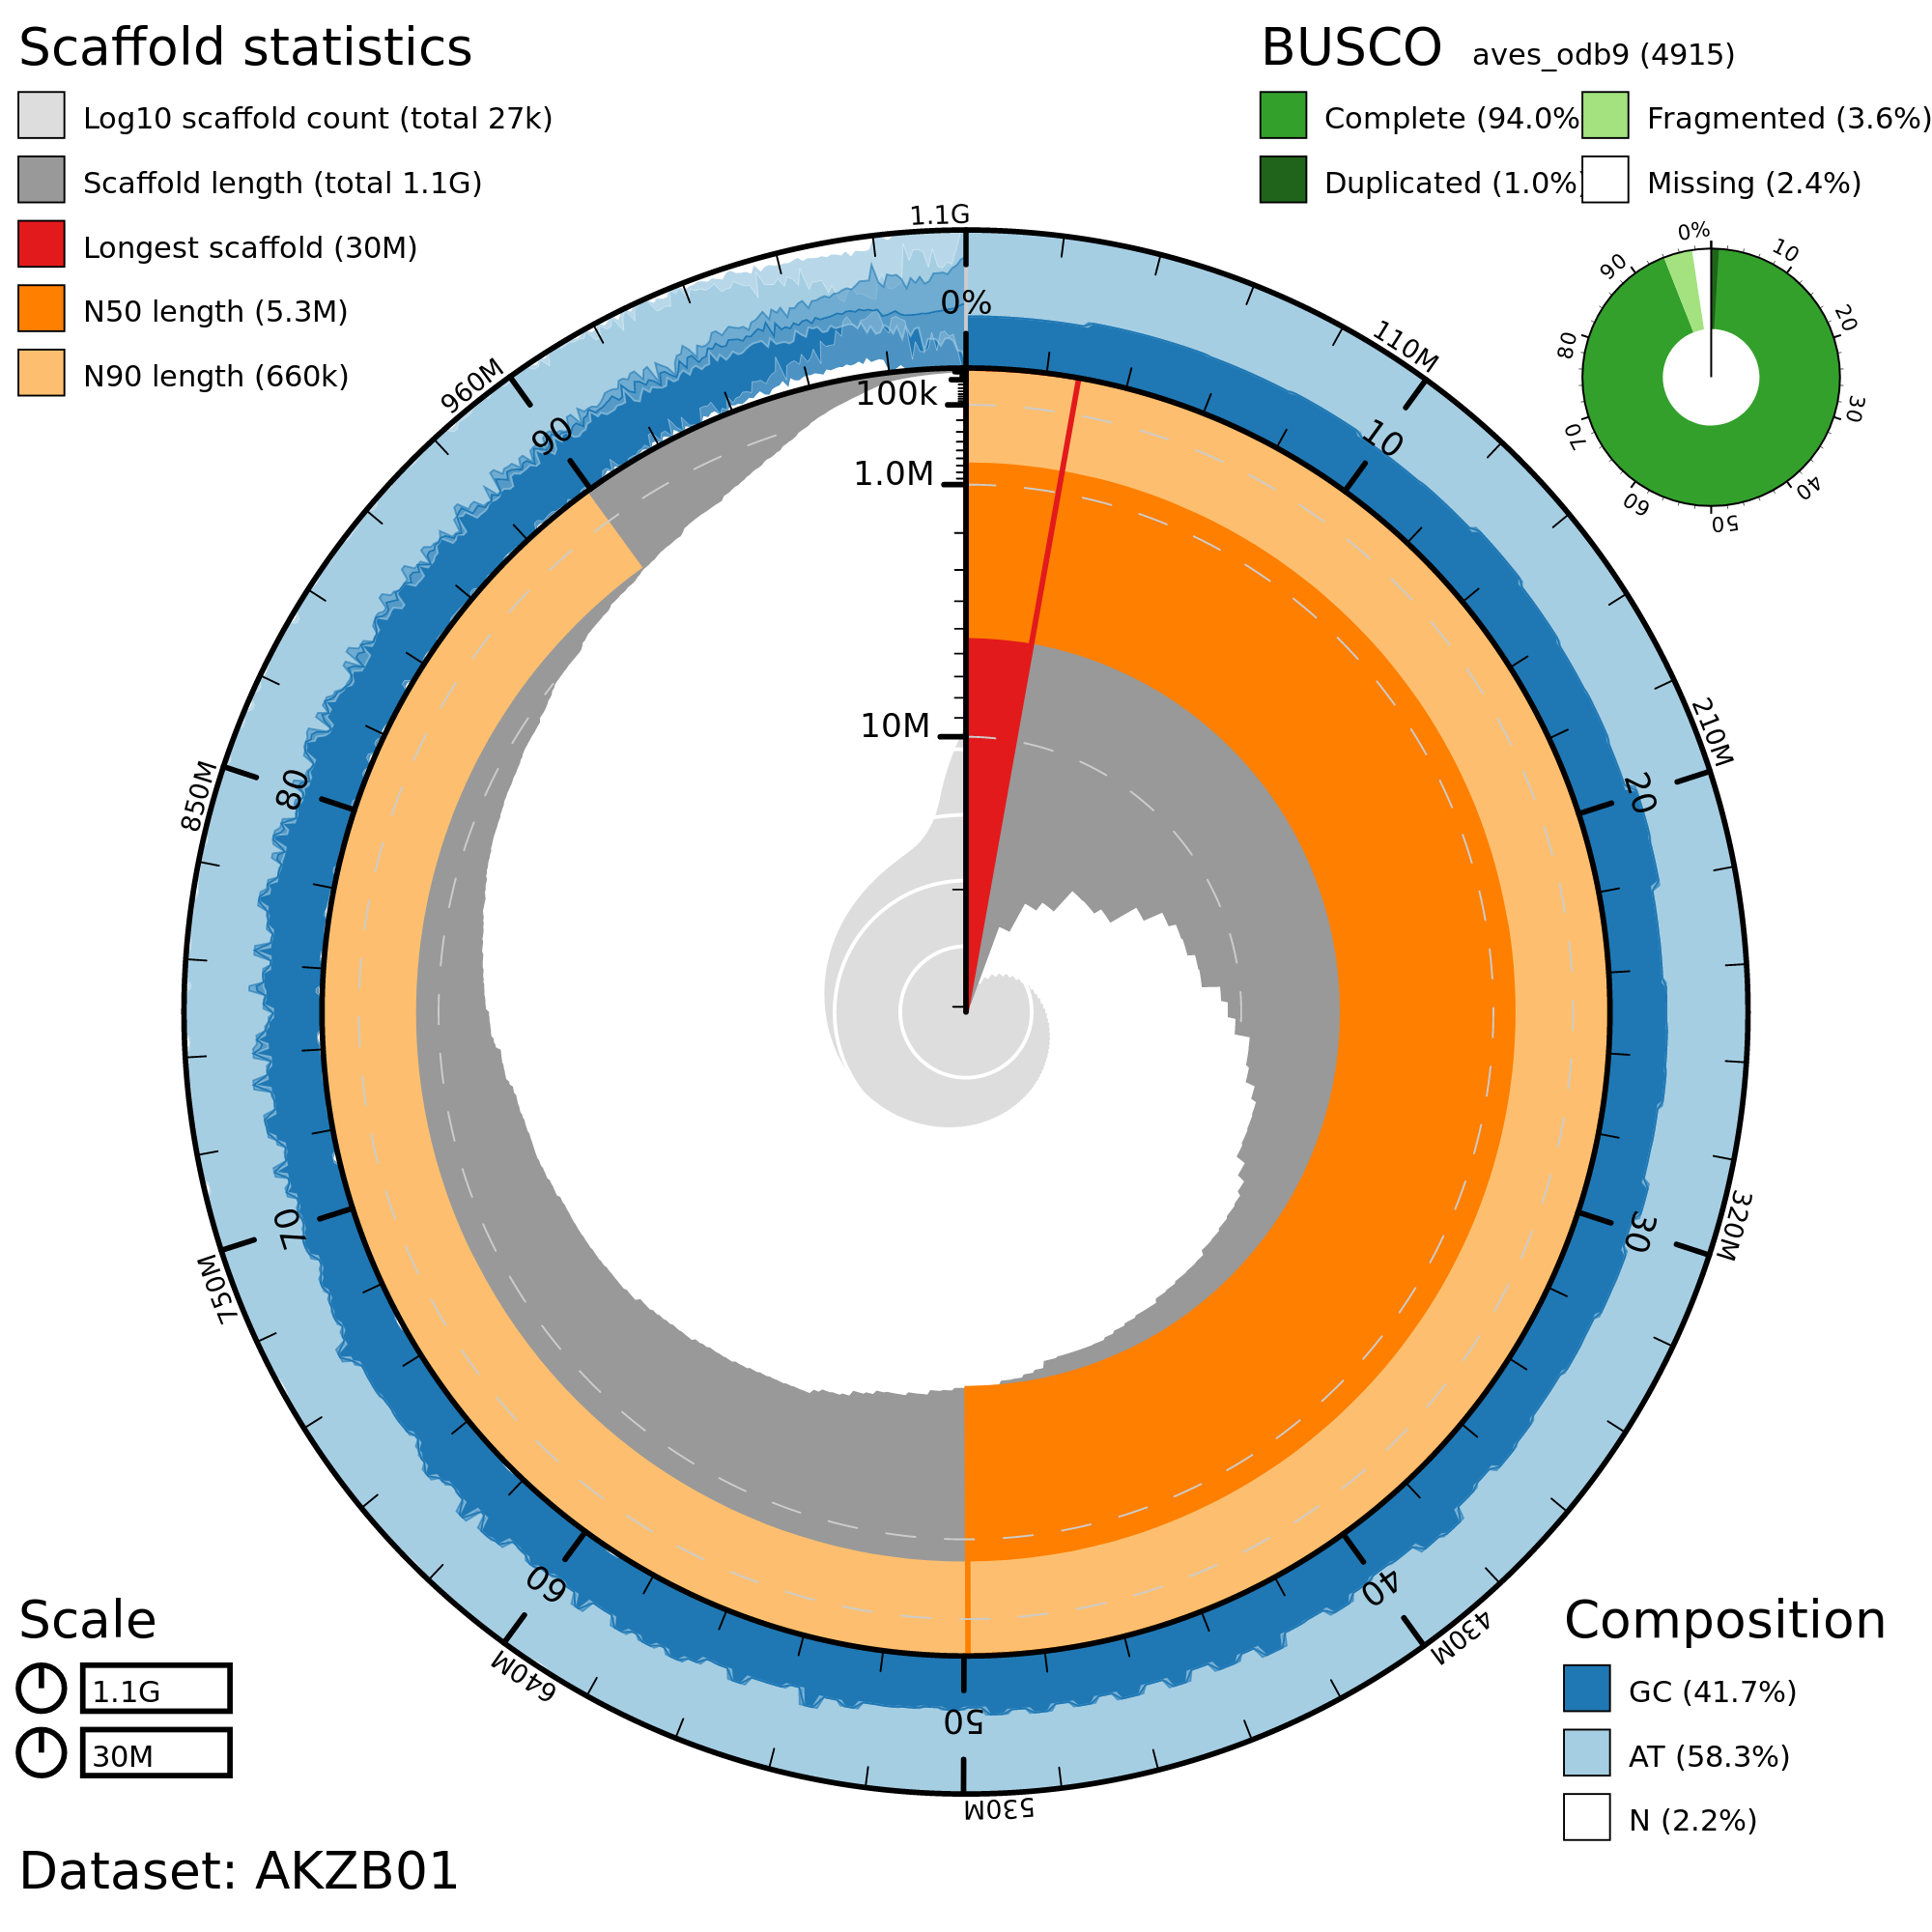 Scaffold statistics
Log10 scaffold count (total 27k)
Scaffold length (total 1.1G)
Longest scaffold (30M)
N50 length (5.3M)
N90 length (660k)
BUSCO aves_odb9 (4915)
Complete (94.0%
Fragmented (3.6%)
Duplicated (1.0%)
Missing (2.4%)
0%
10
20
30
40
50
60
70
80
90
1.1G
110M
210M
320M
430M
530M
640M
750M
850M
960M
0%
10
20
30
40
50
60
70
80
90
100k
1.0M
10M
Scale
1.1G
30M
Composition
GC (41.7%)
AT (58.3%)
N (2.2%)
Dataset: AKZB01